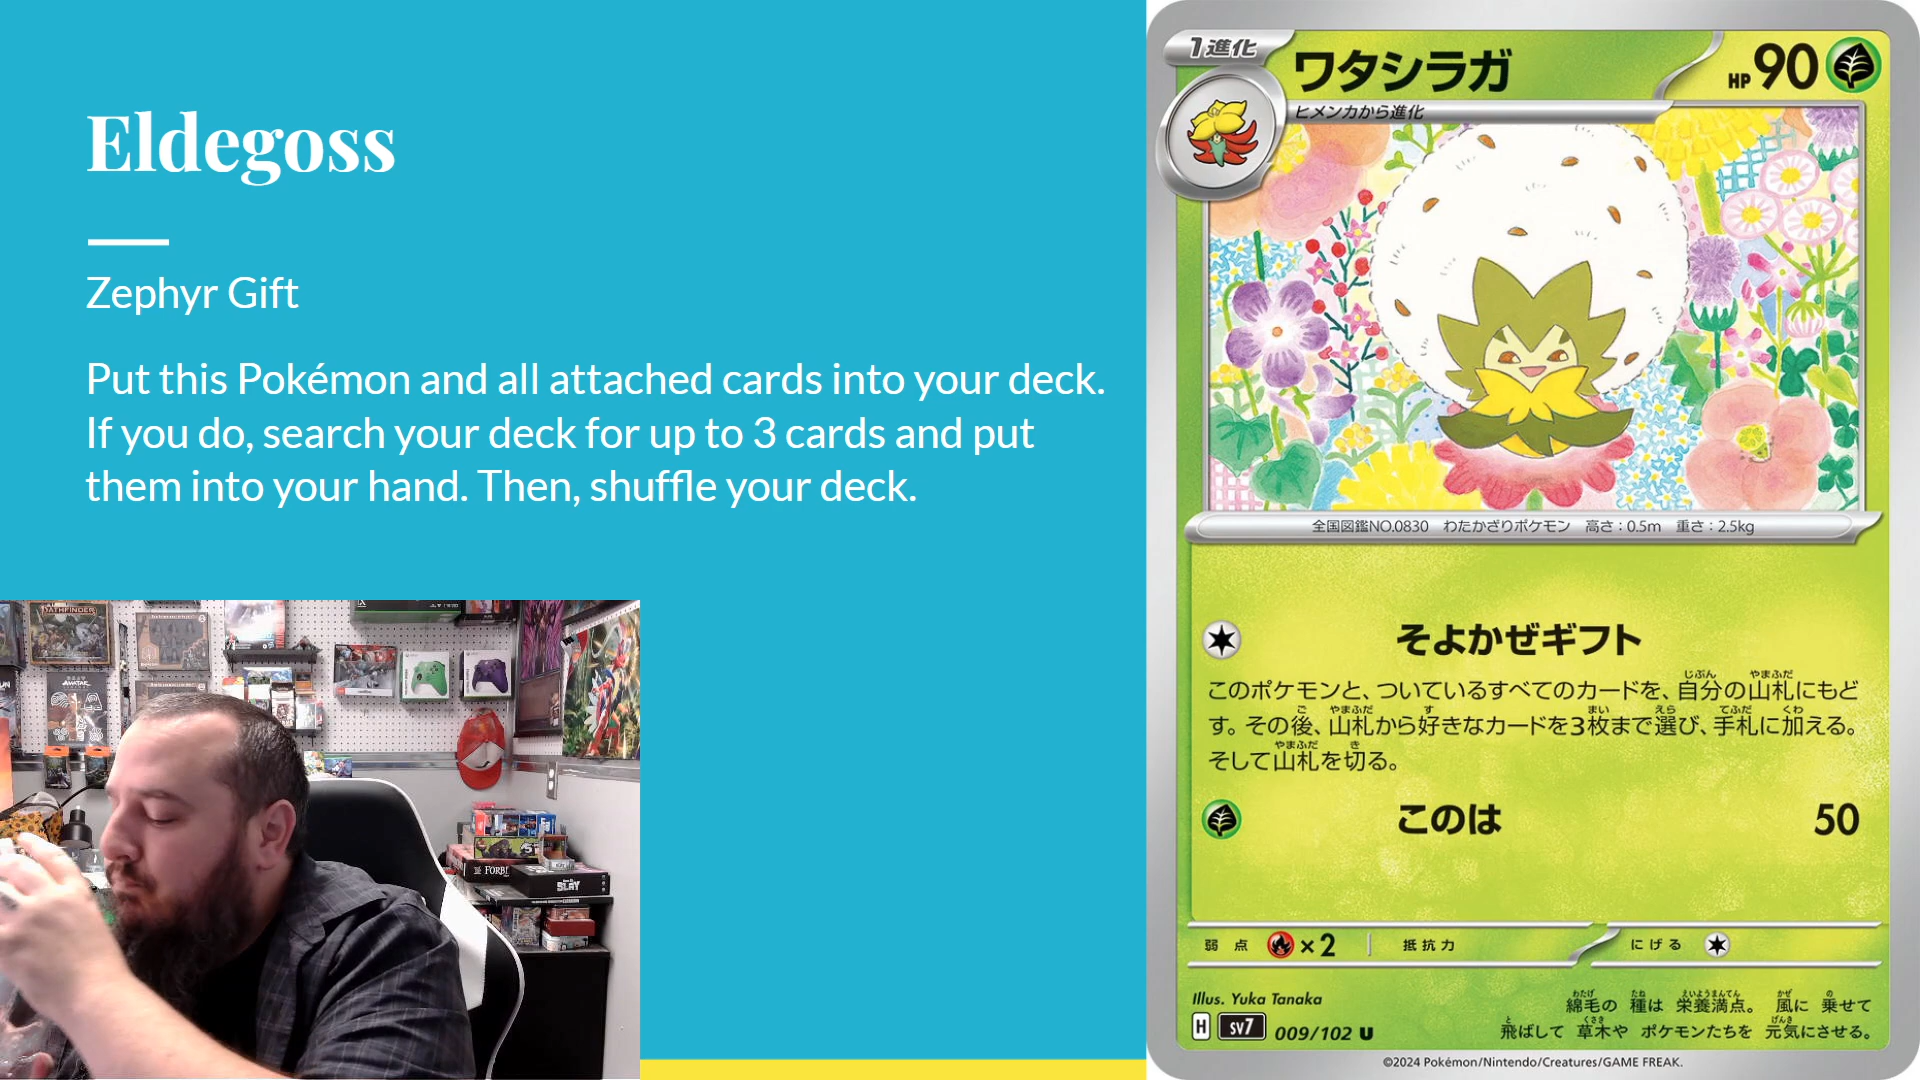 Eldegoss
Zephyr Gift
Put this Pokémon and all attached cards into your deck.
If you do, search your deck for up to 3 cards and put
them into your hand. Then, shuffle your deck.
1進化
ワタシラガ
HP 90
ヒメンカから進化
全国図鑑NO.0830 わたかざりポケモン 高さ：0.5m 重さ：2.5kg
そよかぜギフト
このポケモンと、ついているすべてのカードを、自分の山札にもど
す。その後、山札から好きなカードを3枚まで選び、手札に加える。
そして山札を切る。
このは 50
弱点 ×2 抵抗力 にげる
Illus. Yuka Tanaka
綿毛の 種は 栄養満点。 風に 乗せて
飛ばして 草木や ポケモンたちを 元気にさせる。
H sv7 009/102 U
©2024 Pokémon/Nintendo/Creatures/GAME FREAK.
PATHFINDER
AVATAR
FORB
SLAY